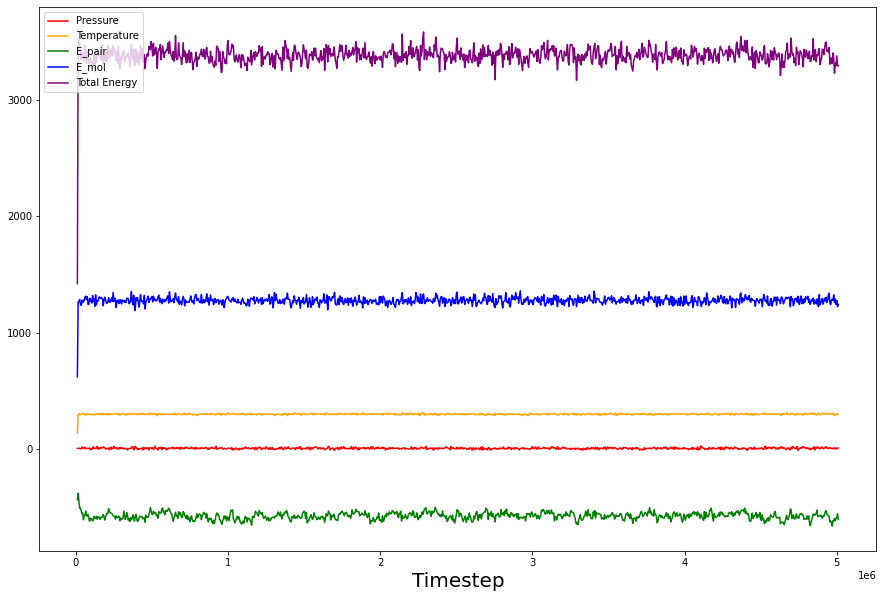 Pressure
Temperature
E_pair
E_mol
Total Energy
3000
2000
1000
0
0 1 2 3 4 5
1e6
Timestep